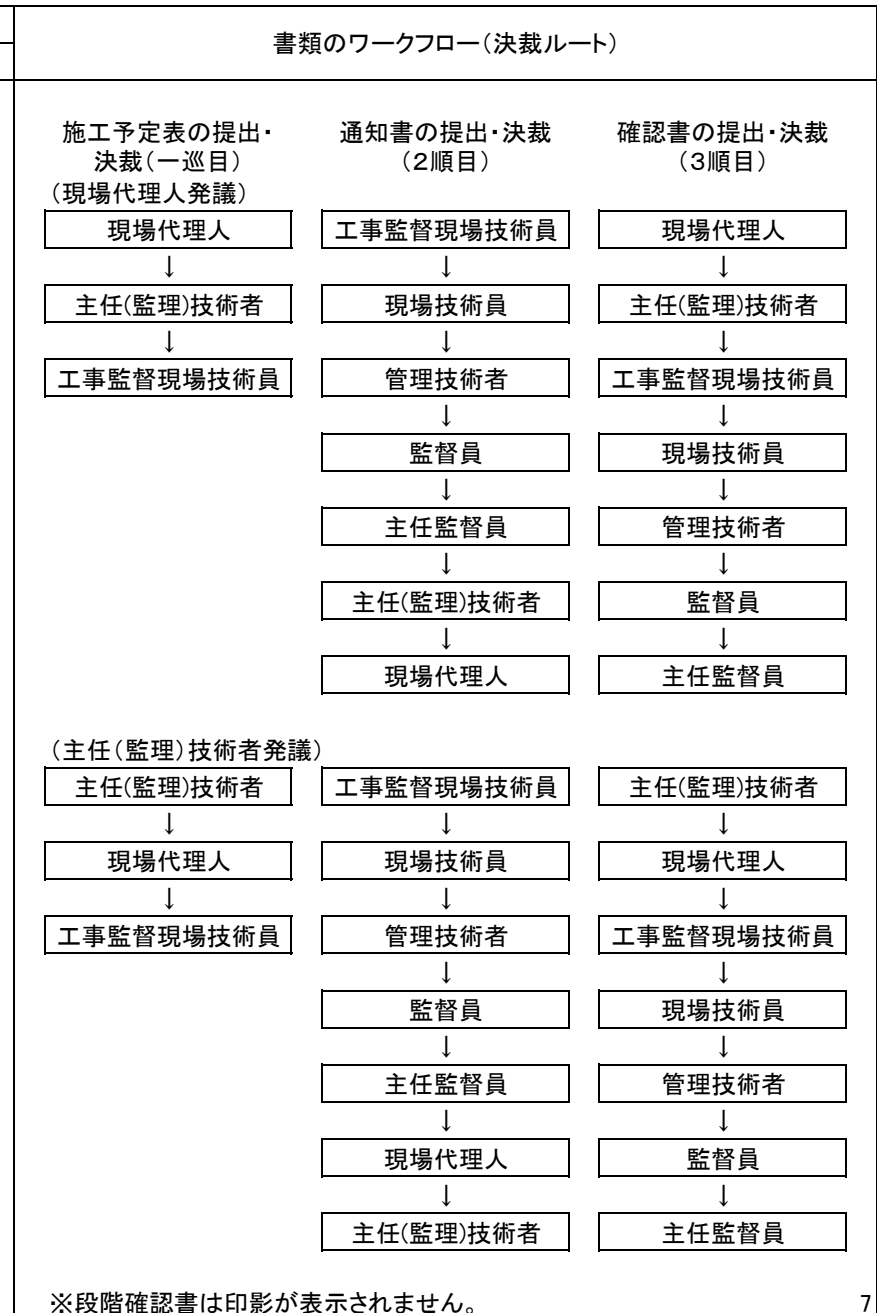 書類のワークフロー（決裁ルート）
施工予定表の提出・
決裁（一巡目）
（現場代理人発議）
現場代理人
↓
主任(監理)技術者
↓
工事監督現場技術員
通知書の提出・決裁
（２順目）
工事監督現場技術員
↓
現場技術員
↓
管理技術者
↓
監督員
↓
主任監督員
↓
主任(監理)技術者
↓
現場代理人
確認書の提出・決裁
（３順目）
現場代理人
↓
主任(監理)技術者
↓
工事監督現場技術員
↓
現場技術員
↓
管理技術者
↓
監督員
↓
主任監督員
（主任（監理）技術者発議）
主任(監理)技術者
↓
現場代理人
↓
工事監督現場技術員
工事監督現場技術員
↓
現場技術員
↓
管理技術者
↓
監督員
↓
主任監督員
↓
現場代理人
↓
主任(監理)技術者
主任(監理)技術者
↓
現場代理人
↓
工事監督現場技術員
↓
現場技術員
↓
管理技術者
↓
監督員
↓
主任監督員
※段階確認書は印影が表示されません。
7